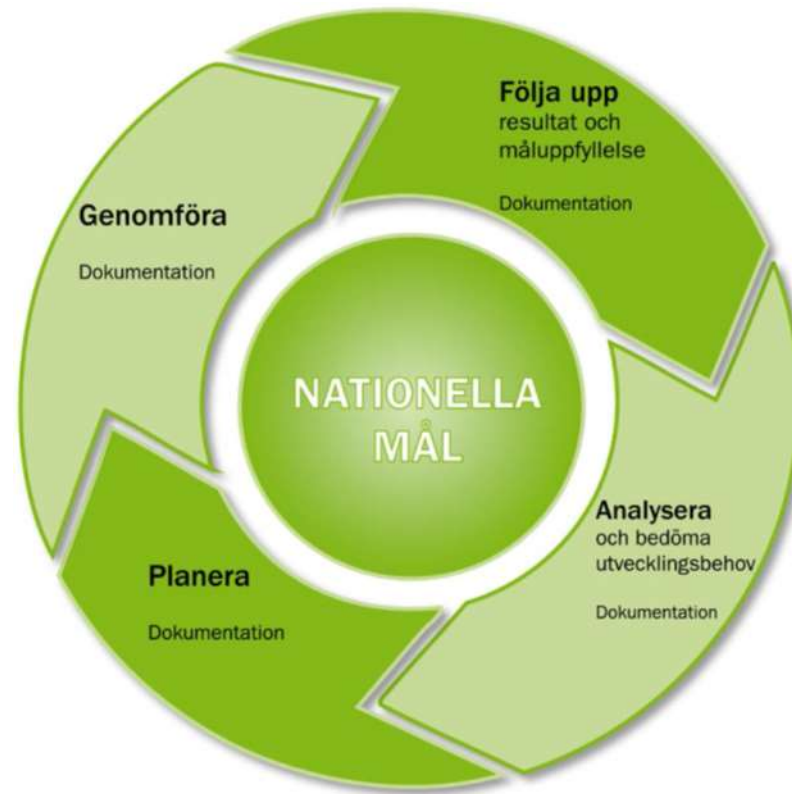 Följa upp
resultat och
måluppfyllelse
Dokumentation
Genomföra
Dokumentation
NATIONELLA
MÅL
Analysera
och bedöma
utvecklingsbehov
Dokumentation
Planera
Dokumentation